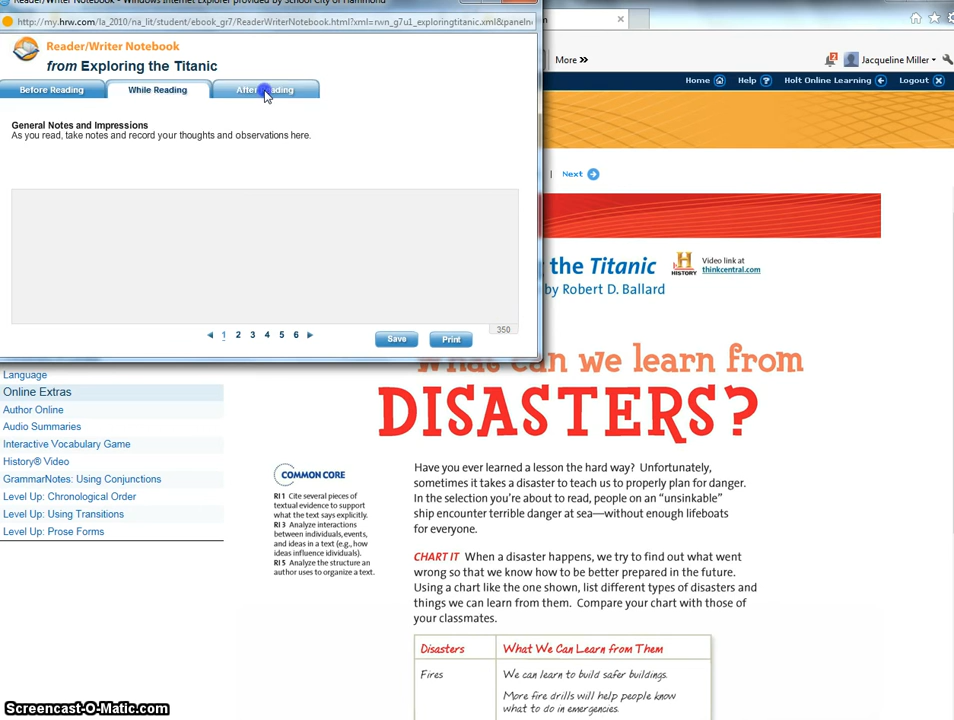 Reader/Writer Notebook - Windows Internet Explorer provided by School City of Hammond
http://my.hrw.com/la_2010/na_lit/student/ebook_gr7/ReaderWriterNotebook.html?xml=rwn_g7u1_exploringtitanic.xml&paneln
Reader/Writer Notebook
from Exploring the Titanic
Before Reading
While Reading
After Reading
General Notes and Impressions
As you read, take notes and record your thoughts and observations here.
1 2 3 4 5 6
Save
Print
350
More
2
Jacqueline Miller
Home
Help ?
Holt Online Learning
Logout
| Next
the Titanic
by Robert D. Ballard
H
HISTORY
Video link at
thinkcentral.com
What can we learn from
DISASTERS?
Language
Online Extras
Author Online
Audio Summaries
Interactive Vocabulary Game
History® Video
GrammarNotes: Using Conjunctions
Level Up: Chronological Order
Level Up: Using Transitions
Level Up: Prose Forms
COMMON CORE
RI 1 Cite several pieces of
textual evidence to support
what the text says explicitly.
RI 3 Analyze interactions
between individuals, events,
and ideas in a text (e.g., how
ideas influence idividuals).
RI 5 Analyze the structure an
author uses to organize a text.
Have you ever learned a lesson the hard way? Unfortunately,
sometimes it takes a disaster to teach us to properly plan for danger.
In the selection you're about to read, people on an "unsinkable"
ship encounter terrible danger at sea—without enough lifeboats
for everyone.
CHART IT When a disaster happens, we try to find out what went
wrong so that we know how to be better prepared in the future.
Using a chart like the one shown, list different types of disasters and
things we can learn from them. Compare your chart with those of
your classmates.
Disasters
What We Can Learn from Them
Fires
We can learn to build safer buildings.
More fire drills will help people know
what to do in emergencies.
Screencast-O-Matic.com